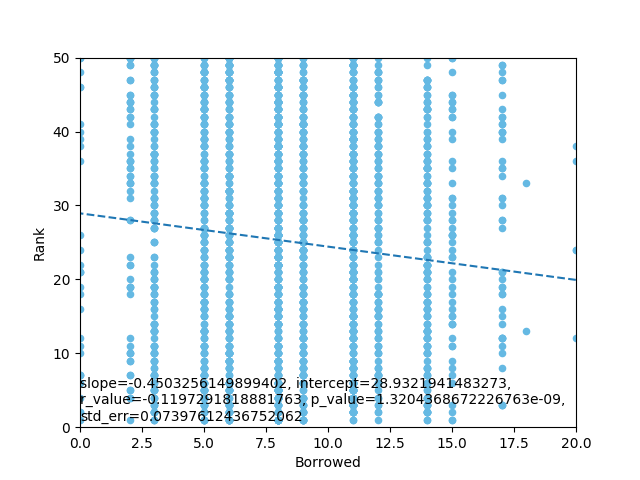 50
40
30
20
10
0
Rank
slope=-0.4503256149899402, intercept=28.9321941483273,
r_value=-0.1197291818881763, p_value=1.3204368672226763e-09,
std_err=0.07397612436752062
0.0 2.5 5.0 7.5 10.0 12.5 15.0 17.5 20.0
Borrowed